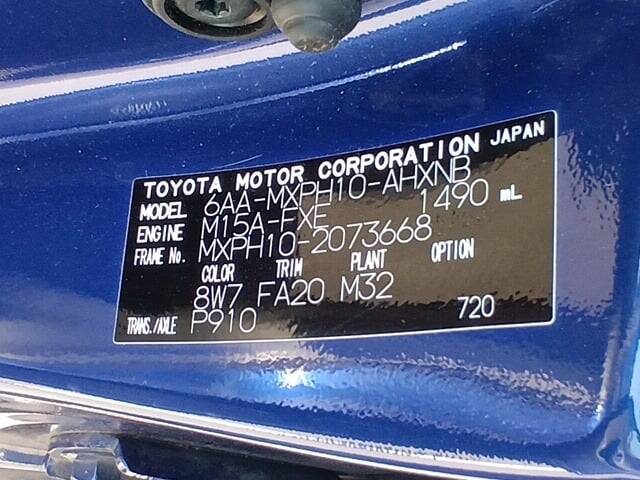 TOYOTA MOTOR CORPORATION JAPAN
MODEL 6AA-MXPH10-AHXNB
ENGINE M15A-FXE 1490 mL
FRAME No. MXPH10-2073668
COLOR TRIM PLANT OPTION
8W7 FA20 M32
TRANS./AXLE P910 720